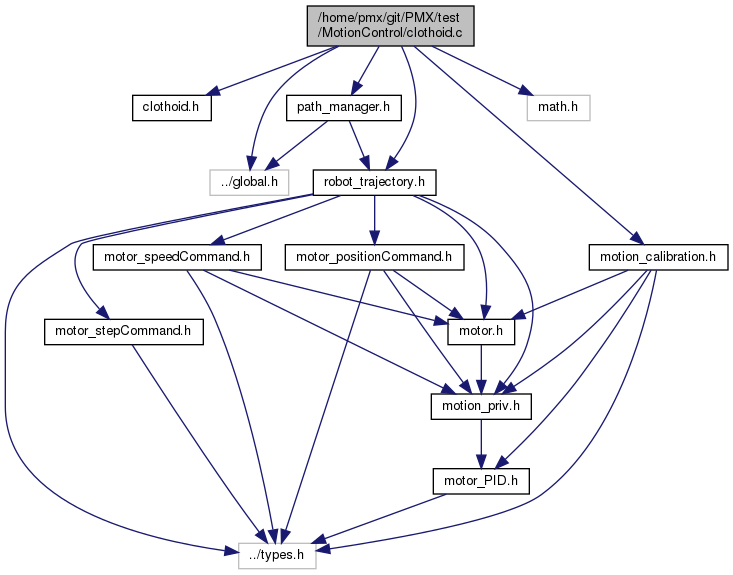 /home/pmx/git/PMX/test
/MotionControl/clothoid.c
clothoid.h
path_manager.h
math.h
../global.h
robot_trajectory.h
motor_speedCommand.h
motor_positionCommand.h
motion_calibration.h
motor_stepCommand.h
motor.h
motion_priv.h
motor_PID.h
../types.h